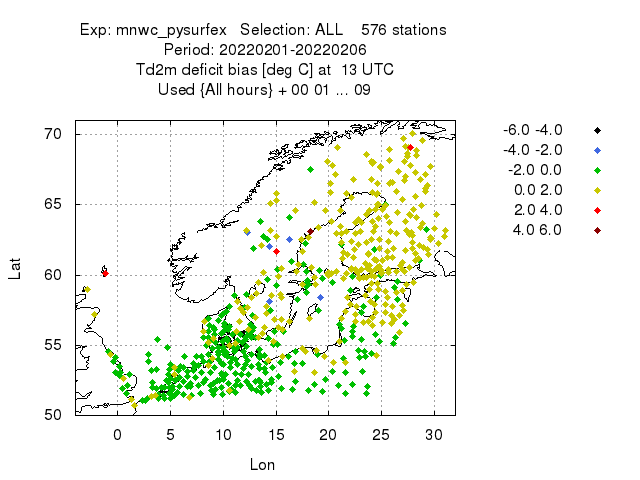 Exp: mnwc_pysurfex   Selection: ALL    576 stations
Period: 20220201-20220206
Td2m deficit bias [deg C] at  13 UTC
Used {All hours} + 00 01 ... 09
-6.0 -4.0
-4.0 -2.0
-2.0 0.0
0.0 2.0
2.0 4.0
4.0 6.0
70
65
60
55
50
Lat
0 5 10 15 20 25 30
Lon